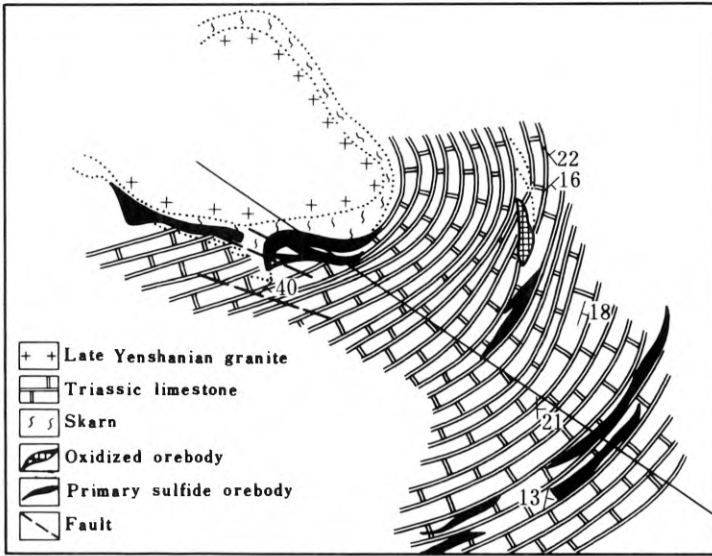 22
16
40
18
21
13
Late Yenshanian granite
Triassic limestone
Skarn
Oxidized orebody
Primary sulfide orebody
Fault